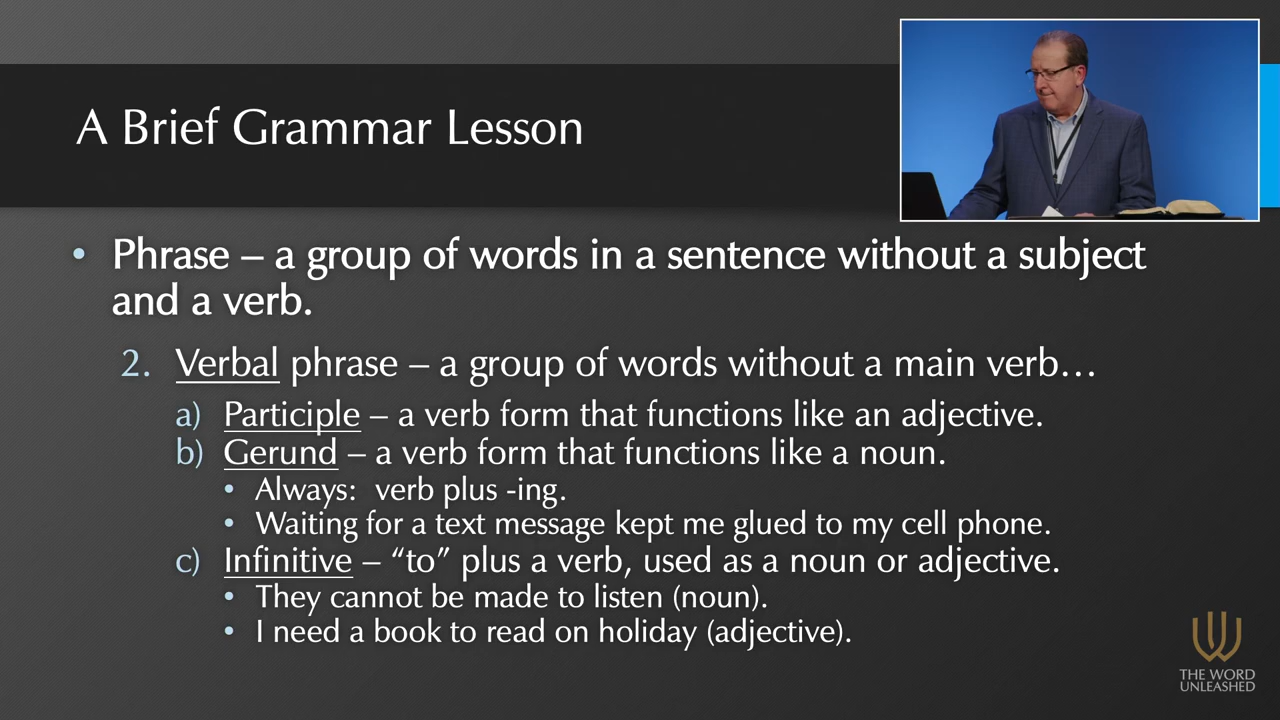 A Brief Grammar Lesson
• Phrase – a group of words in a sentence without a subject
and a verb.
2. Verbal phrase – a group of words without a main verb…
a) Participle – a verb form that functions like an adjective.
b) Gerund – a verb form that functions like a noun.
• Always: verb plus -ing.
• Waiting for a text message kept me glued to my cell phone.
c) Infinitive – “to” plus a verb, used as a noun or adjective.
• They cannot be made to listen (noun).
• I need a book to read on holiday (adjective).
THE WORD
UNLEASHED